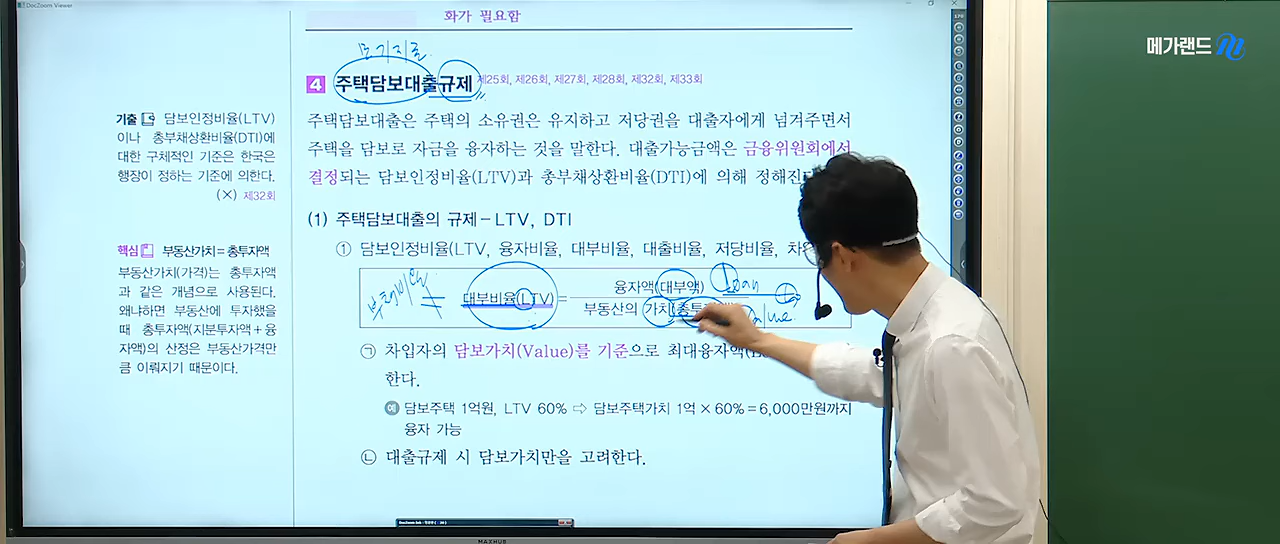 DocZoom Viewer
화가 필요함
메가랜드
모기지론
4 주택담보대출규제 제25회, 제26회, 제27회, 제28회, 제32회, 제33회
주택담보대출은 주택의 소유권은 유지하고 저당권을 대출자에게 넘겨주면서
주택을 담보로 자금을 융자하는 것을 말한다. 대출가능금액은 금융위원회에서
결정되는 담보인정비율(LTV)과 총부채상환비율(DTI)에 의해 정해진
기출 담보인정비율(LTV)
이나 총부채상환비율(DTI)에
대한 구체적인 기준은 한국은
행장이 정하는 기준에 의한다.
(×) 제32회
(1) 주택담보대출의 규제－LTV, DTI
① 담보인정비율(LTV, 융자비율, 대부비율, 대출비율, 저당비율,
부채비율 ≠ 대부비율(LTV) = 융자액(대부액) Loan
부동산의 가치 Value
핵심 부동산가치＝총투자액
부동산가치(가격)는 총투자액
과 같은 개념으로 사용된다.
왜냐하면 부동산에 투자했을
때 총투자액(지분투자액＋융
자액)의 산정은 부동산가격만
큼 이뤄지기 때문이다.
㉠ 차입자의 담보가치(Value)를 기준으로 최대융자액
한다.
예 담보주택 1억원, LTV 60% ⇨ 담보주택가치 1억×60%＝6,000만원까지
융자 가능
㉡ 대출규제 시 담보가치만을 고려한다.
MAXHUB